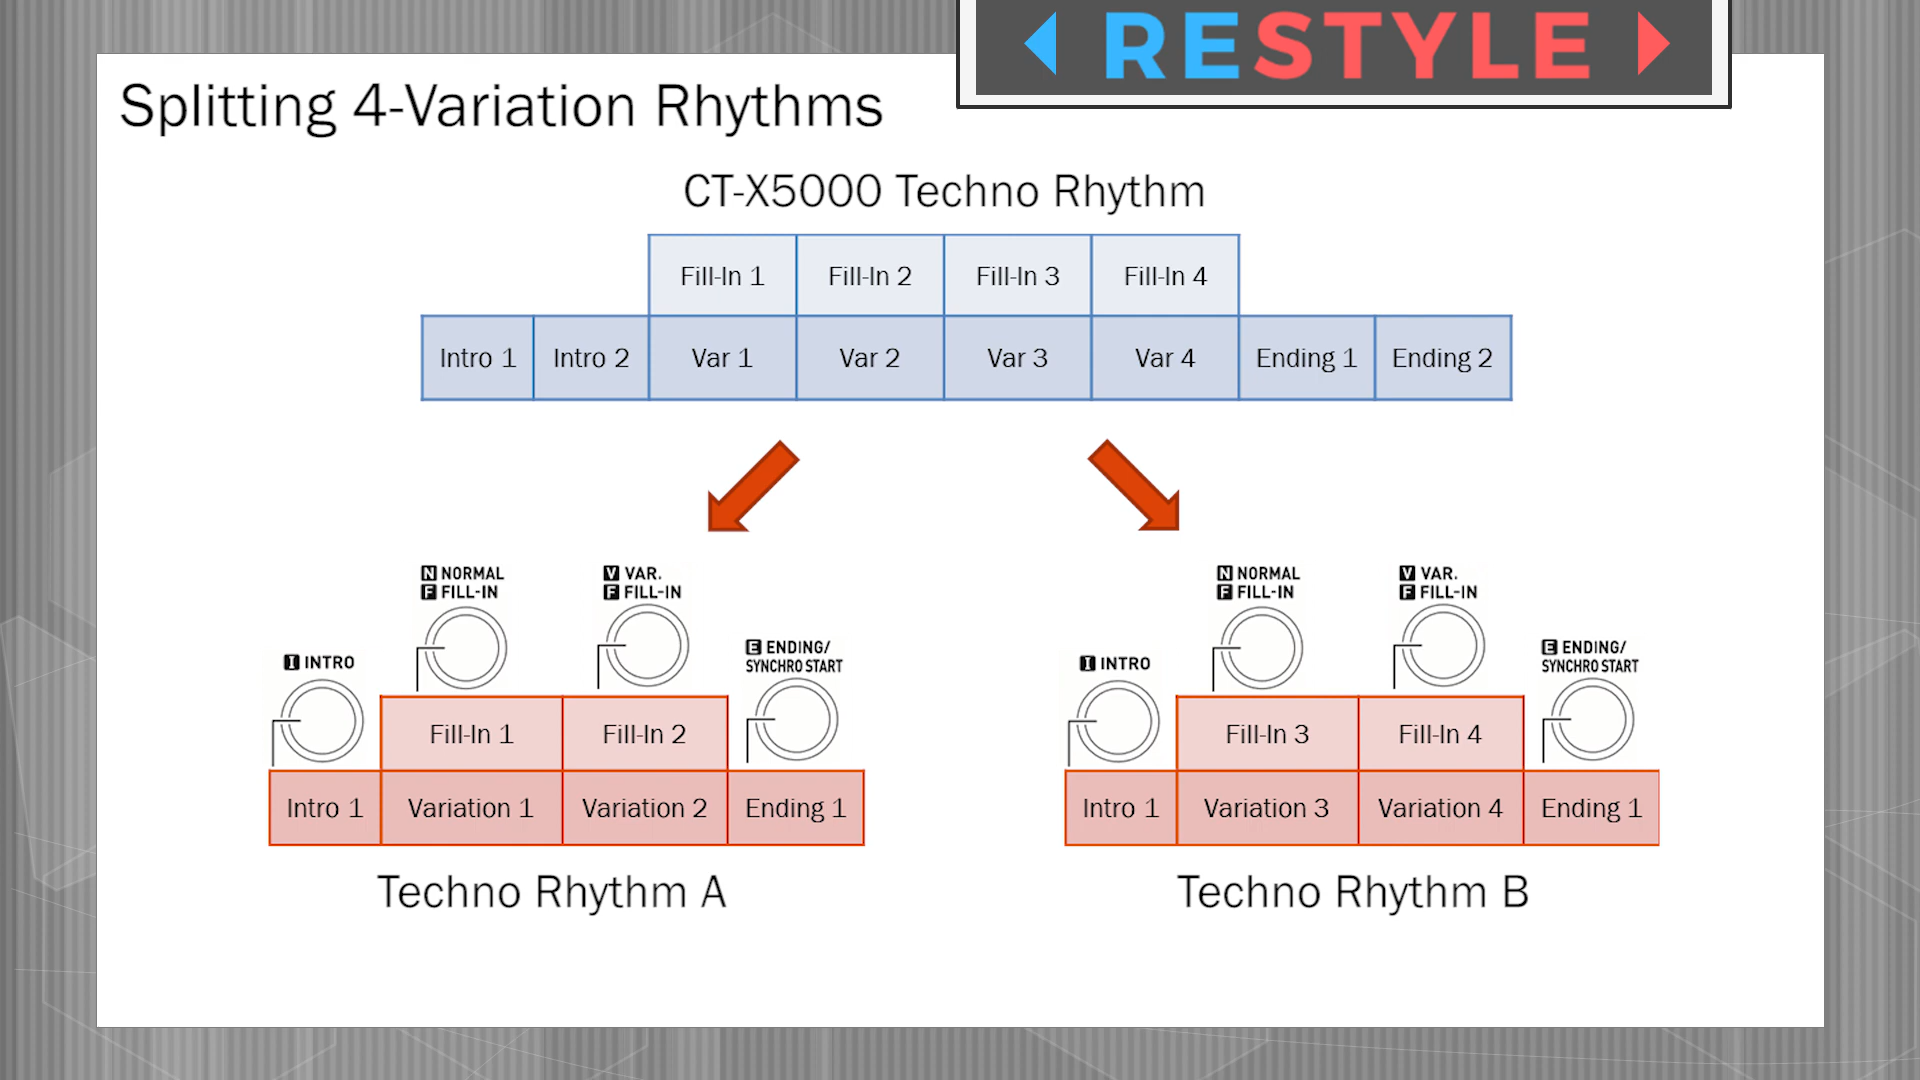 RESTYLE
Splitting 4-Variation Rhythms
CT-X5000 Techno Rhythm
Fill-In 1 Fill-In 2 Fill-In 3 Fill-In 4
Intro 1 Intro 2 Var 1 Var 2 Var 3 Var 4 Ending 1 Ending 2
N NORMAL
F FILL-IN
V VAR.
F FILL-IN
I INTRO
E ENDING/
SYNCHRO START
Fill-In 1 Fill-In 2
Intro 1 Variation 1 Variation 2 Ending 1
Techno Rhythm A
N NORMAL
F FILL-IN
V VAR.
F FILL-IN
I INTRO
E ENDING/
SYNCHRO START
Fill-In 3 Fill-In 4
Intro 1 Variation 3 Variation 4 Ending 1
Techno Rhythm B